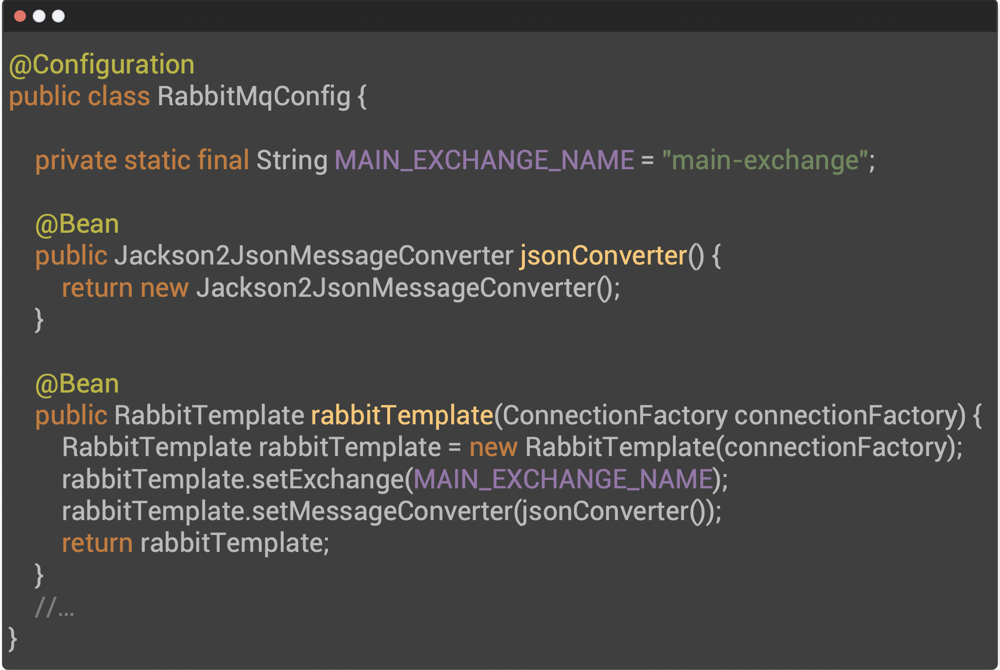 @Configuration
public class RabbitMqConfig {
private static final String MAIN_EXCHANGE_NAME = "main-exchange";
@Bean
public Jackson2JsonMessageConverter jsonConverter() {
return new Jackson2JsonMessageConverter();
}
@Bean
public RabbitTemplate rabbitTemplate(ConnectionFactory connectionFactory) {
RabbitTemplate rabbitTemplate = new RabbitTemplate(connectionFactory);
rabbitTemplate.setExchange(MAIN_EXCHANGE_NAME);
rabbitTemplate.setMessageConverter(jsonConverter());
return rabbitTemplate;
}
//...
}